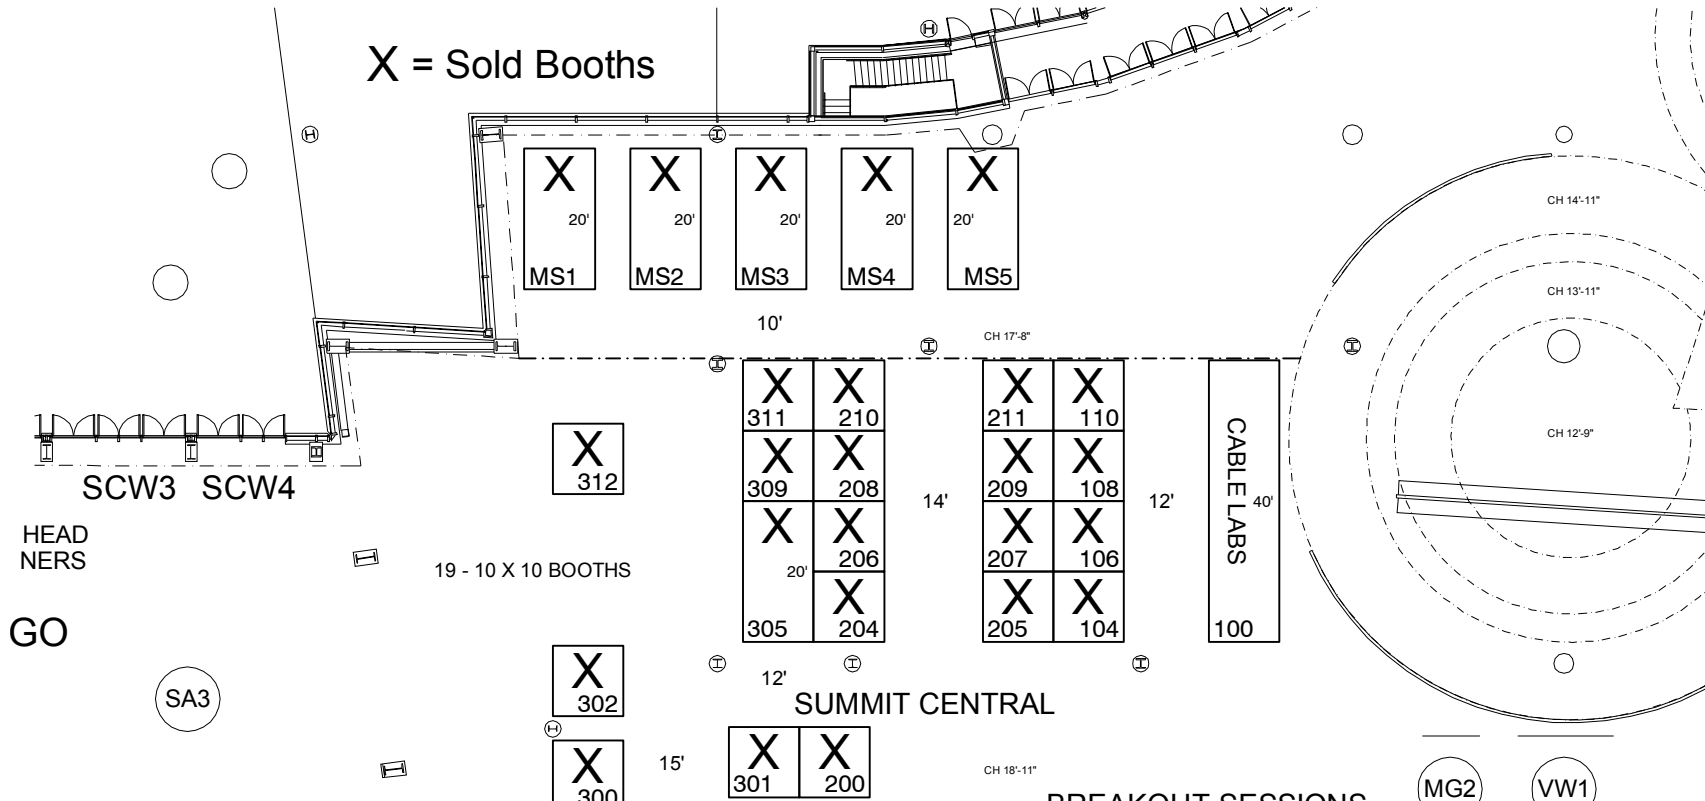 X = Sold Booths
X X X X X
20' 20' 20' 20' 20'
MS1 MS2 MS3 MS4 MS5
CH 14'-11"
CH 13'-11"
10'
CH 17'-8"
X X X X
311 210 211 110
X X X X X
312 309 208 209 108
CH 12'-9"
SCW3 SCW4
14' 12' CABLE LABS 40'
HEAD
NERS
X X X X
206 207 106
19 - 10 X 10 BOOTHS
20'
X X X
305 204 205 104 100
GO
SA3
X
302
12'
SUMMIT CENTRAL
X X X
15'
301 200
300
CH 18'-11"
MG2 VW1
BREAKOUT SESSIONS